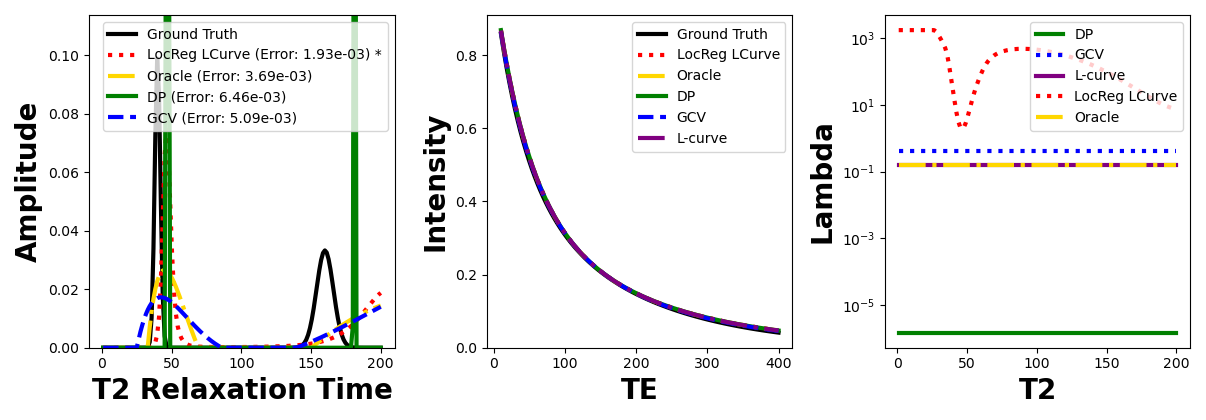 Amplitude
0.00
0.02
0.04
0.06
0.08
0.10
0
50
100
150
200
T2 Relaxation Time
Ground Truth
LocReg LCurve (Error: 1.93e-03) *
Oracle (Error: 3.69e-03)
DP (Error: 6.46e-03)
GCV (Error: 5.09e-03)
Intensity
0.0
0.2
0.4
0.6
0.8
0
100
200
300
400
TE
Ground Truth
LocReg LCurve
Oracle
DP
GCV
L-curve
Lambda
10³
10¹
10⁻¹
10⁻³
10⁻⁵
0
50
100
150
200
T2
DP
GCV
L-curve
LocReg LCurve
Oracle